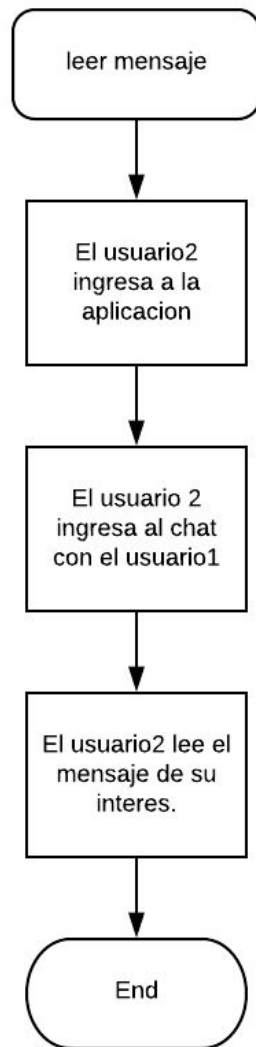 leer mensaje
El usuario2
ingresa a la
aplicacion
El usuario 2
ingresa al chat
con el usuario1
El usuario2 lee el
mensaje de su
interes.
End